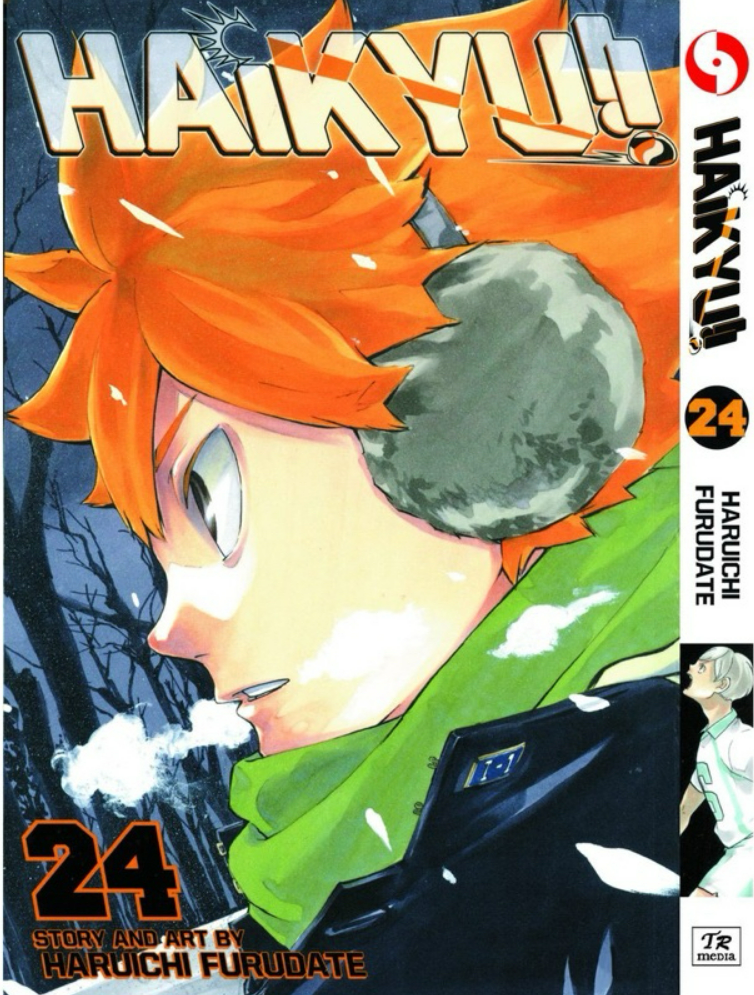 HAIKYU!!
24
STORY AND ART BY
HARUICHI FURUDATE
HAIKYU!!
24
HARUICHI
FURUDATE
TR
MEDIA